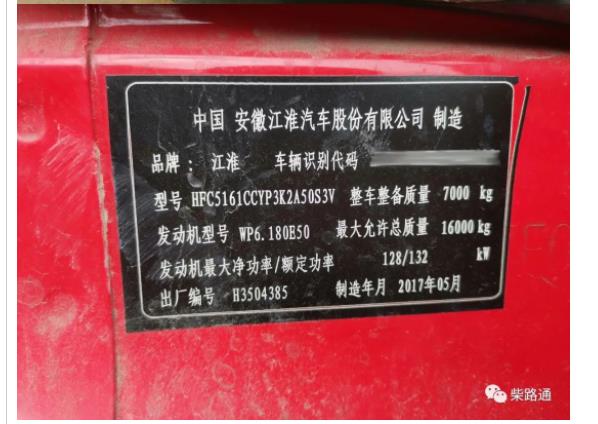 中国 安徽江淮汽车股份有限公司 制造
品牌：江淮 车辆识别代码
型号 HFC5161CCYP3K2A50S3V 整车整备质量 7000 kg
发动机型号 WP6.180E50 最大允许总质量 16000 kg
发动机最大净功率/额定功率 128/132 kW
出厂编号 H3504385 制造年月 2017年05月
柴路通